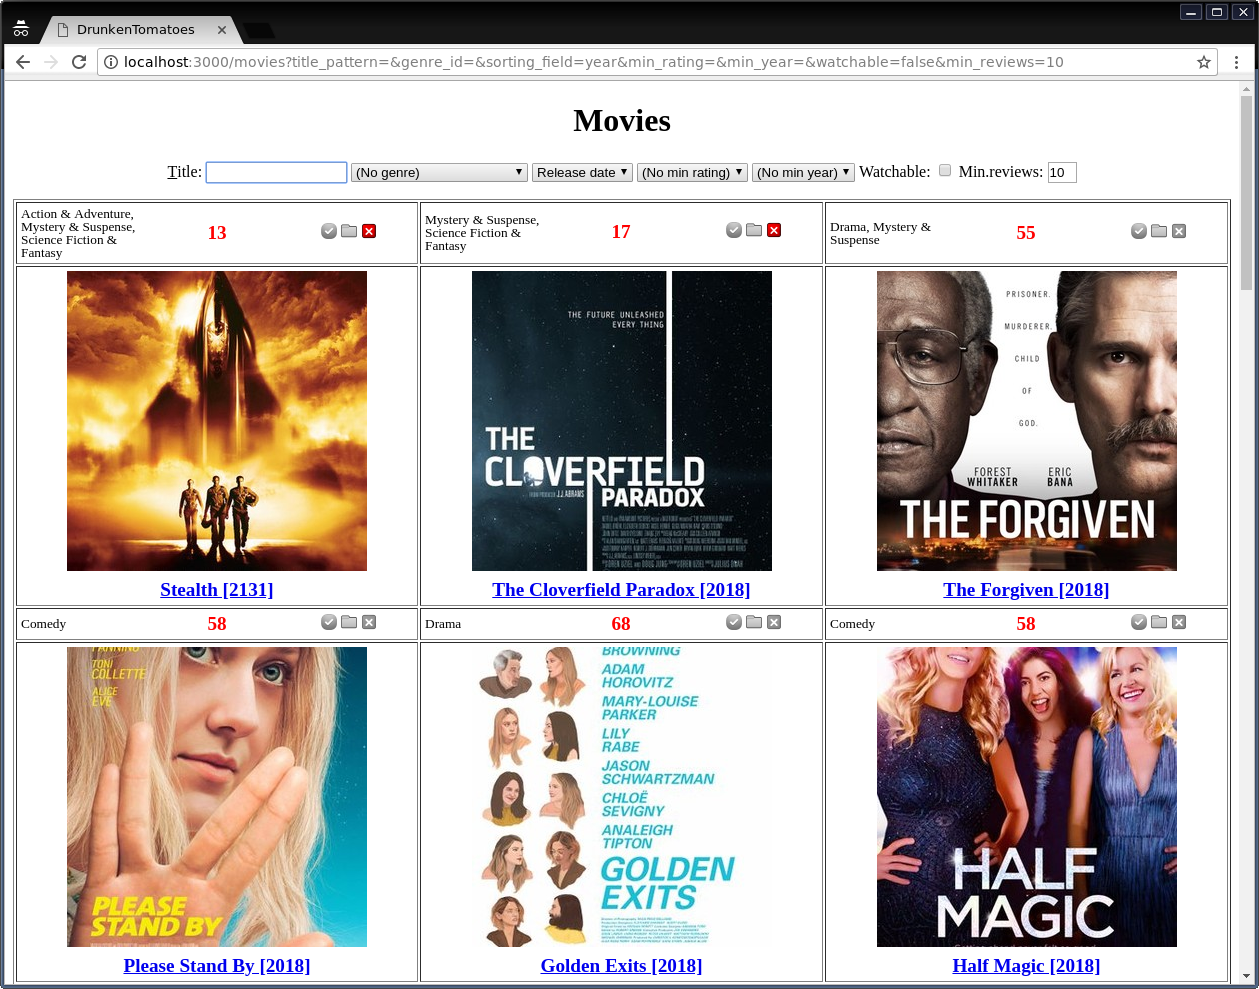 DrunkenTomatoes
localhost:3000/movies?title_pattern=&genre_id=&sorting_field=year&min_rating=&min_year=&watchable=false&min_reviews=10
Movies
Title: (No genre) Release date (No min rating) (No min year) Watchable: Min.reviews: 10
Action & Adventure,
Mystery & Suspense,
Science Fiction &
Fantasy
13
Mystery & Suspense,
Science Fiction &
Fantasy
17
Drama, Mystery &
Suspense
55
THE FUTURE UNLEASHED
EVERY THING
THE
CLOVERFIELD
PARADOX
FROM PRODUCER J.J. ABRAMS
PRISONER.
MURDERER.
CHILD
OF
GOD.
FOREST
WHITAKER
ERIC
BANA
THE FORGIVEN
Stealth [2131]
The Cloverfield Paradox [2018]
The Forgiven [2018]
Comedy
58
Drama
68
Comedy
58
FANNING
TONI
COLLETTE
ALICE
EVE
PLEASE
STAND BY
BROWNING
ADAM
HOROVITZ
MARY-LOUISE
PARKER
LILY
RABE
JASON
SCHWARTZMAN
CHLOË
SEVIGNY
ANALEIGH
TIPTON
GOLDEN
EXITS
HALF
MAGIC
Please Stand By [2018]
Golden Exits [2018]
Half Magic [2018]